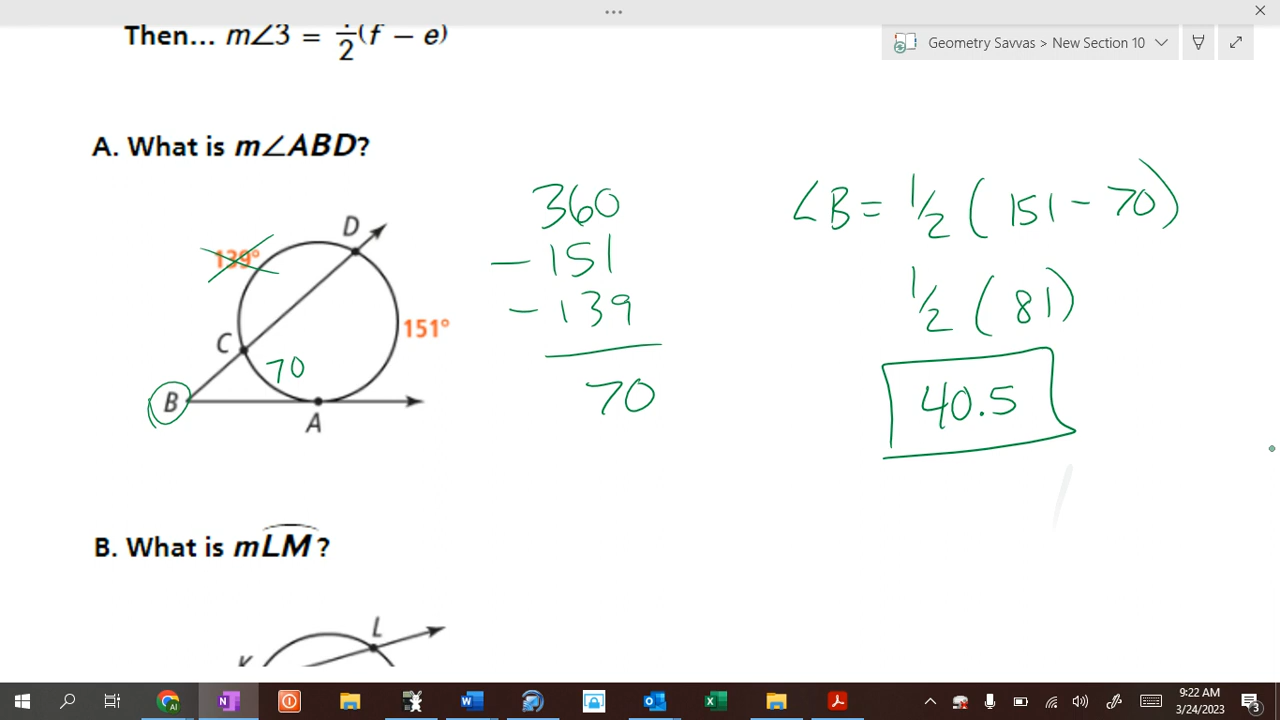 ...
Geometry Savvas > New Section 10
Then... m∠3 = 1/2(f − e)
A. What is m∠ABD?
139°
D
C
70
151°
B
A
360
− 151
− 139
70
∠B = 1/2 (151 − 70)
1/2 (81)
40.5
B. What is mLM?
L
K
9:22 AM
3/24/2023
3